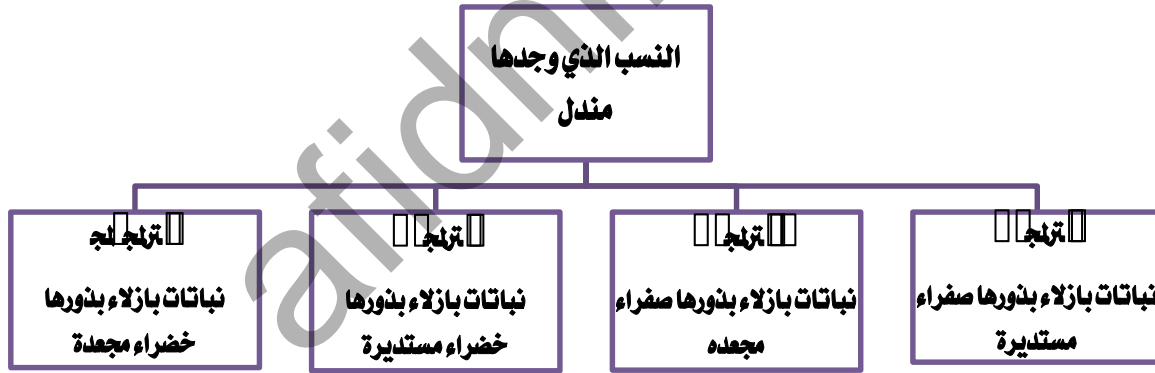 النسب الذي وجدها
مندل
نباتات بازلاء بذورها صفراء
مستديرة
نباتات بازلاء بذورها صفراء
مجعده
نباتات بازلاء بذورها
خضراء مستديرة
نباتات بازلاء بذورها
خضراء مجعدة